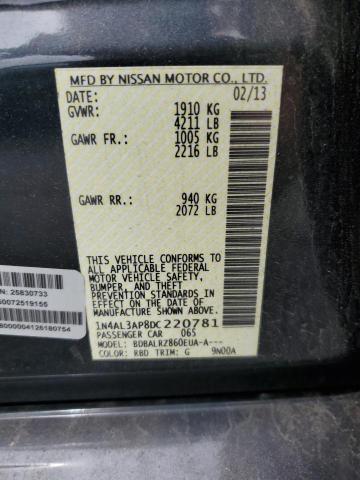 MFD BY NISSAN MOTOR CO., LTD.
DATE: 02/13
GVWR: 1910 KG
4211 LB
GAWR FR: 1005 KG
2216 LB
GAWR RR: 940 KG
2072 LB
THIS VEHICLE CONFORMS TO ALL
APPLICABLE FEDERAL
MOTOR VEHICLE SAFETY,
BUMPER, AND THEFT
PREVENTION STANDARDS IN
EFFECT ON THE DATE OF
MANUFACTURE SHOWN ABOVE.
1N4AL3AP8DC220781
PASSENGER CAR 065
MODEL: BDBALRZ860EUA-A---
COLOR: RBD TRIM: G 9N00A
N: 25830733
0072519155